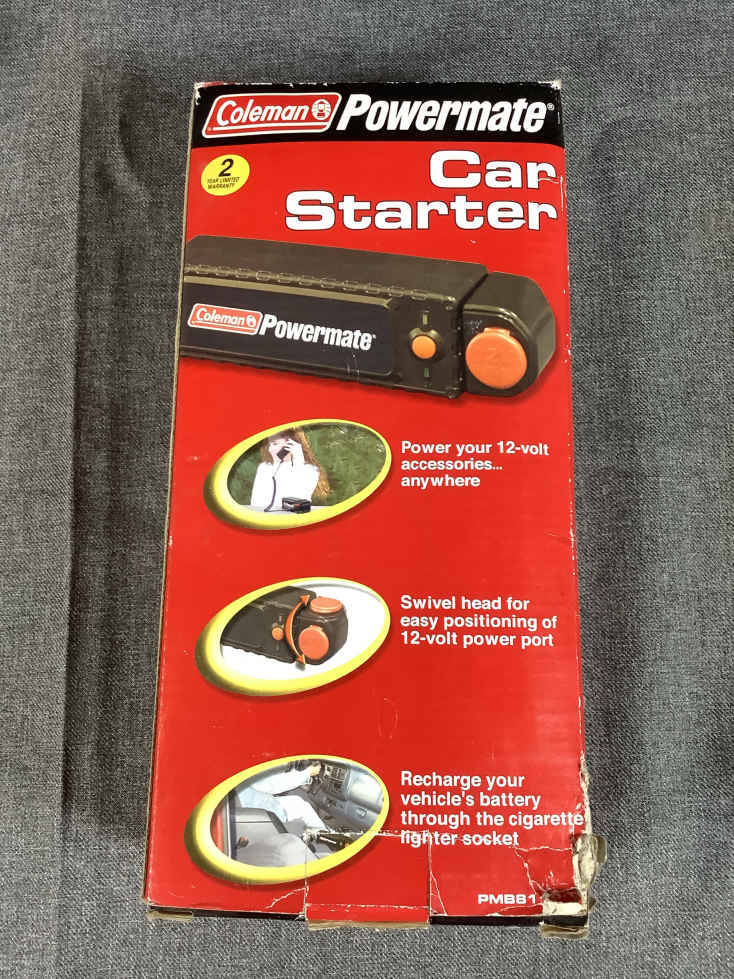 Coleman Powermate®
2
YEAR LIMITED
WARRANTY
Car
Starter
Coleman Powermate®
Power your 12-volt
accessories...
anywhere
Swivel head for
easy positioning of
12-volt power port
Recharge your
vehicle's battery
through the cigarette
lighter socket